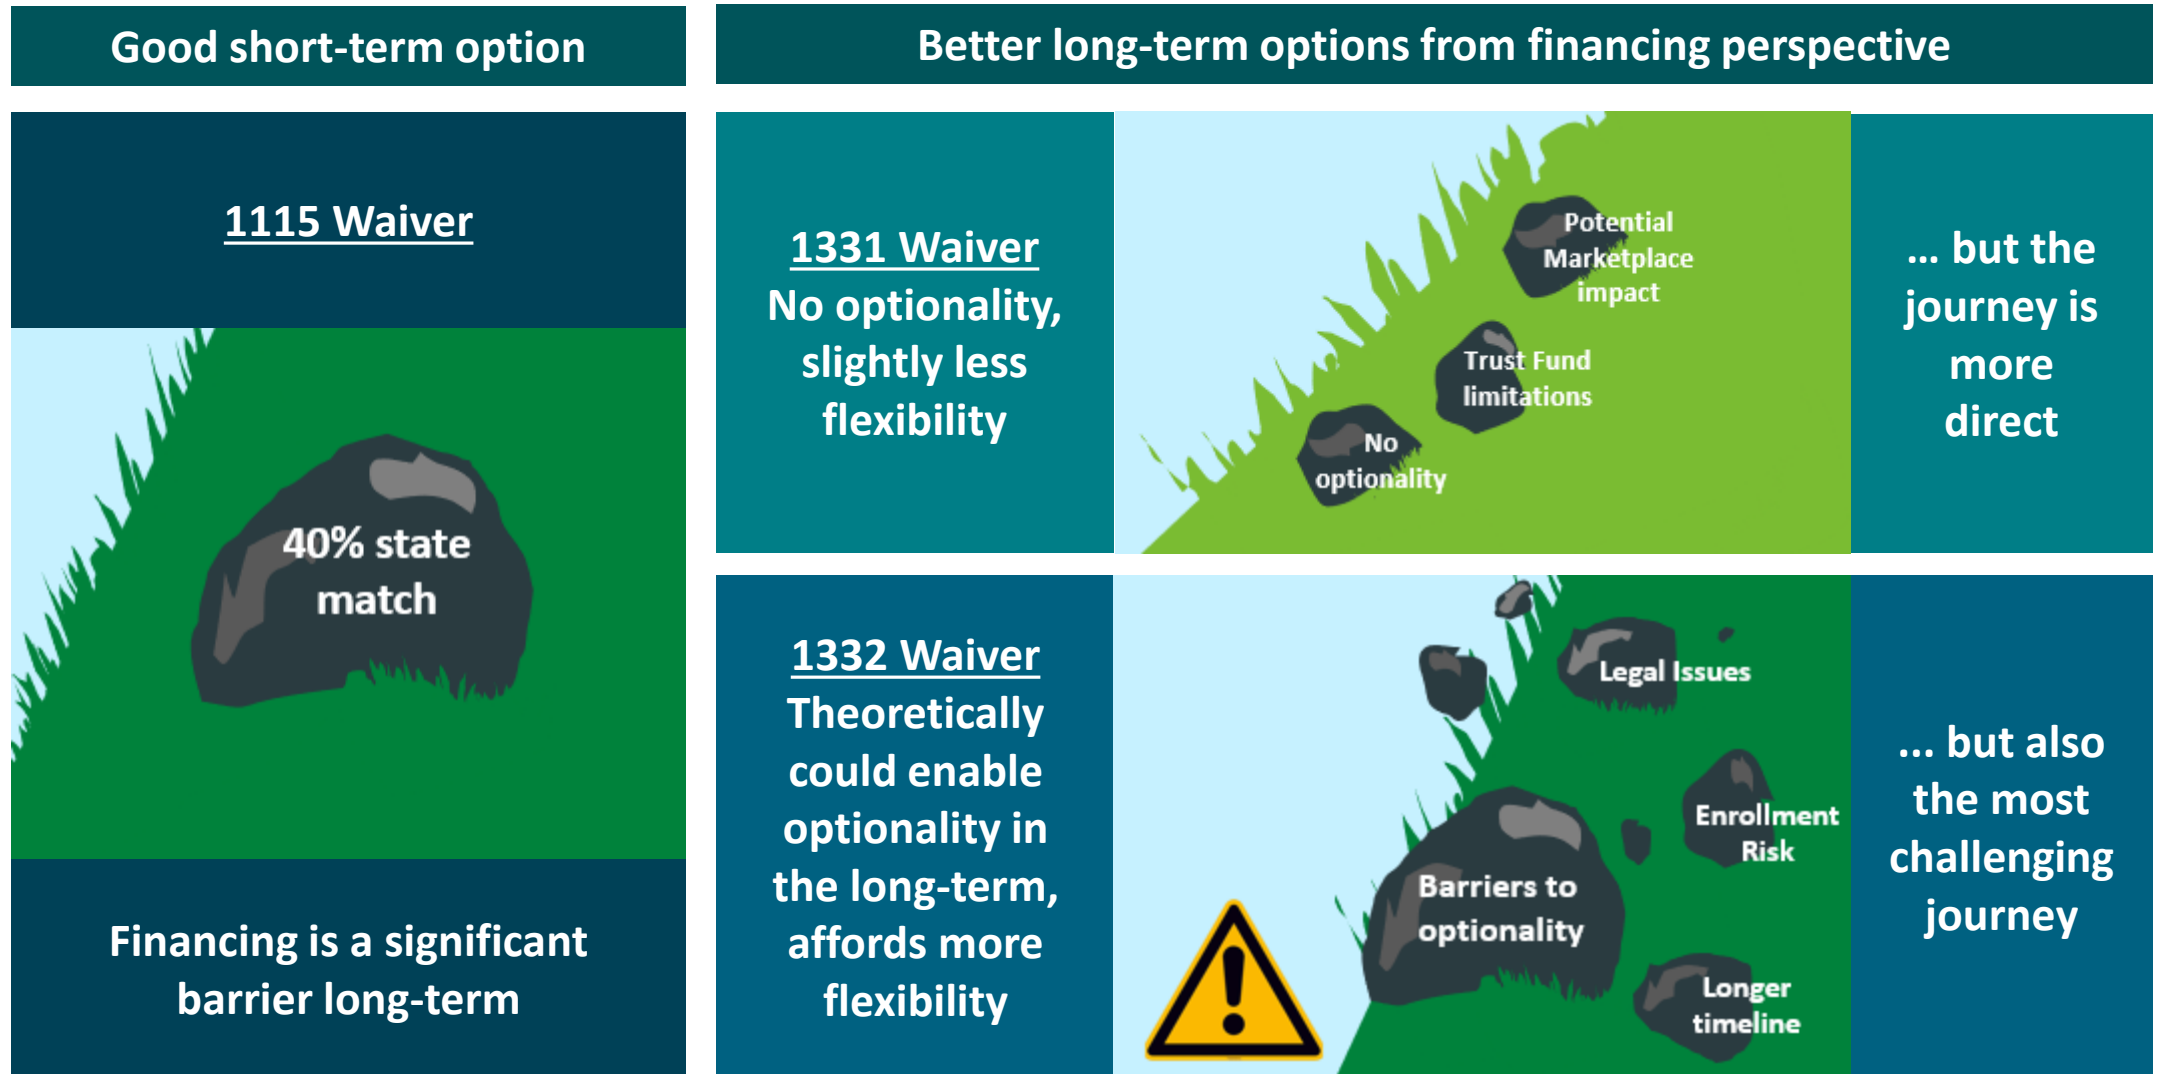 Good short-term option
Better long-term options from financing perspective
1115 Waiver
40% state
match
Financing is a significant
barrier long-term
1331 Waiver
No optionality,
slightly less
flexibility
Potential
Marketplace
impact
Trust Fund
limitations
No
optionality
... but the
journey is
more
direct
1332 Waiver
Theoretically
could enable
optionality in
the long-term,
affords more
flexibility
Legal Issues
Enrollment
Risk
Barriers to
optionality
Longer
timeline
... but also
the most
challenging
journey